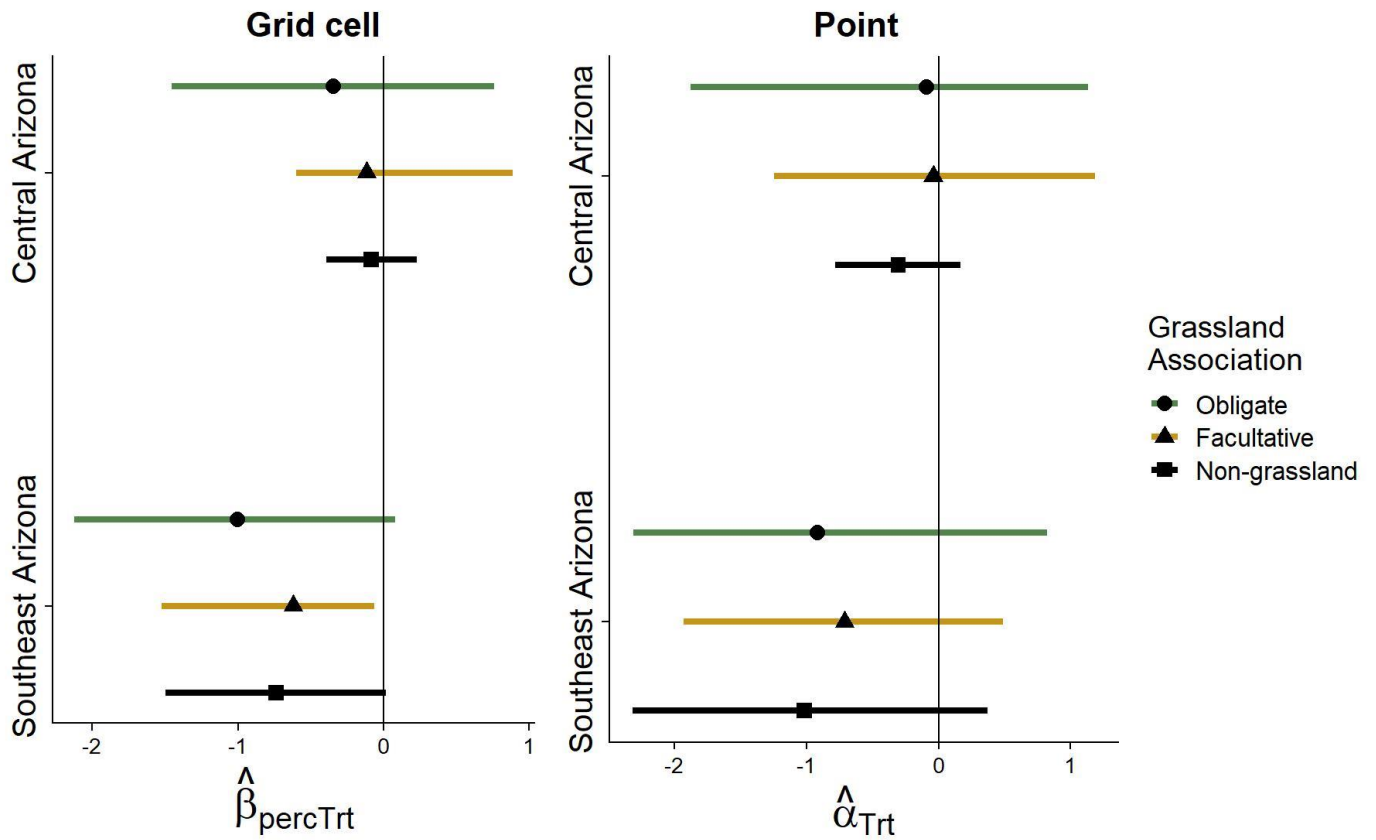 Grid cell
Point
Central Arizona
Southeast Arizona
-2 -1 0 1
β̂percTrt
Central Arizona
Southeast Arizona
-2 -1 0 1
α̂Trt
Grassland
Association
Obligate
Facultative
Non-grassland